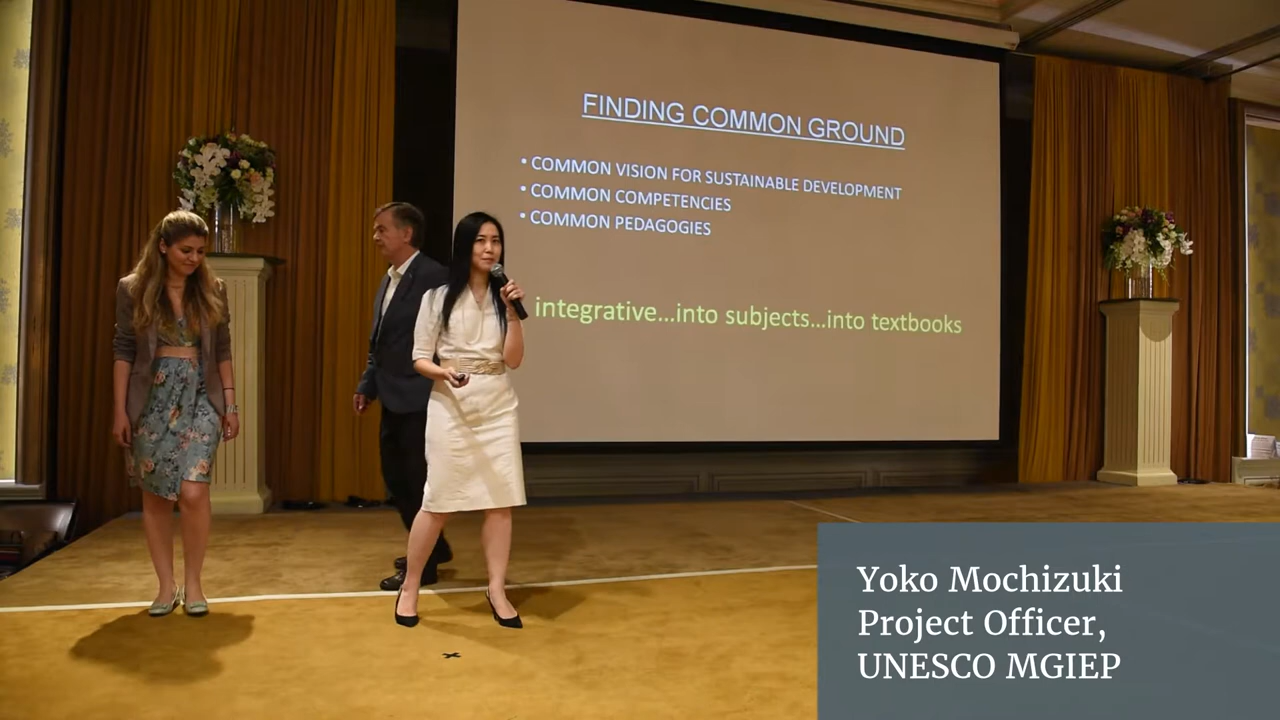 FINDING COMMON GROUND
• COMMON VISION FOR SUSTAINABLE DEVELOPMENT
• COMMON COMPETENCIES
• COMMON PEDAGOGIES
integrative...into subjects...into textbooks
Yoko Mochizuki
Project Officer,
UNESCO MGIEP